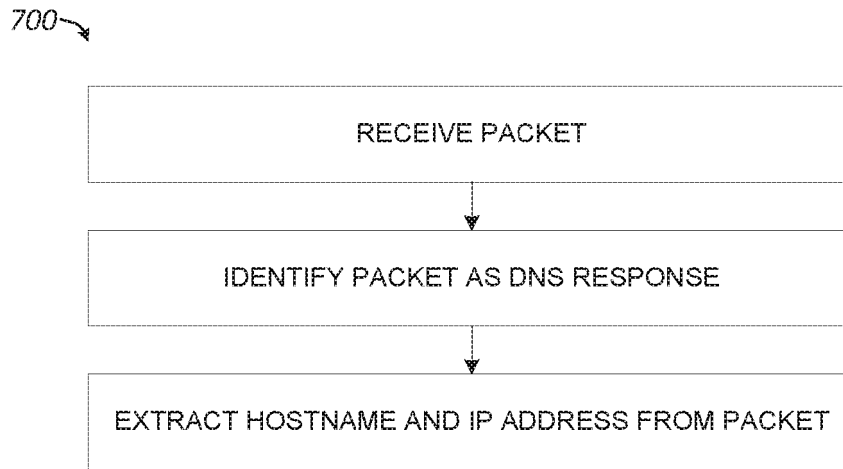 700
RECEIVE PACKET
IDENTIFY PACKET AS DNS RESPONSE
EXTRACT HOSTNAME AND IP ADDRESS FROM PACKET